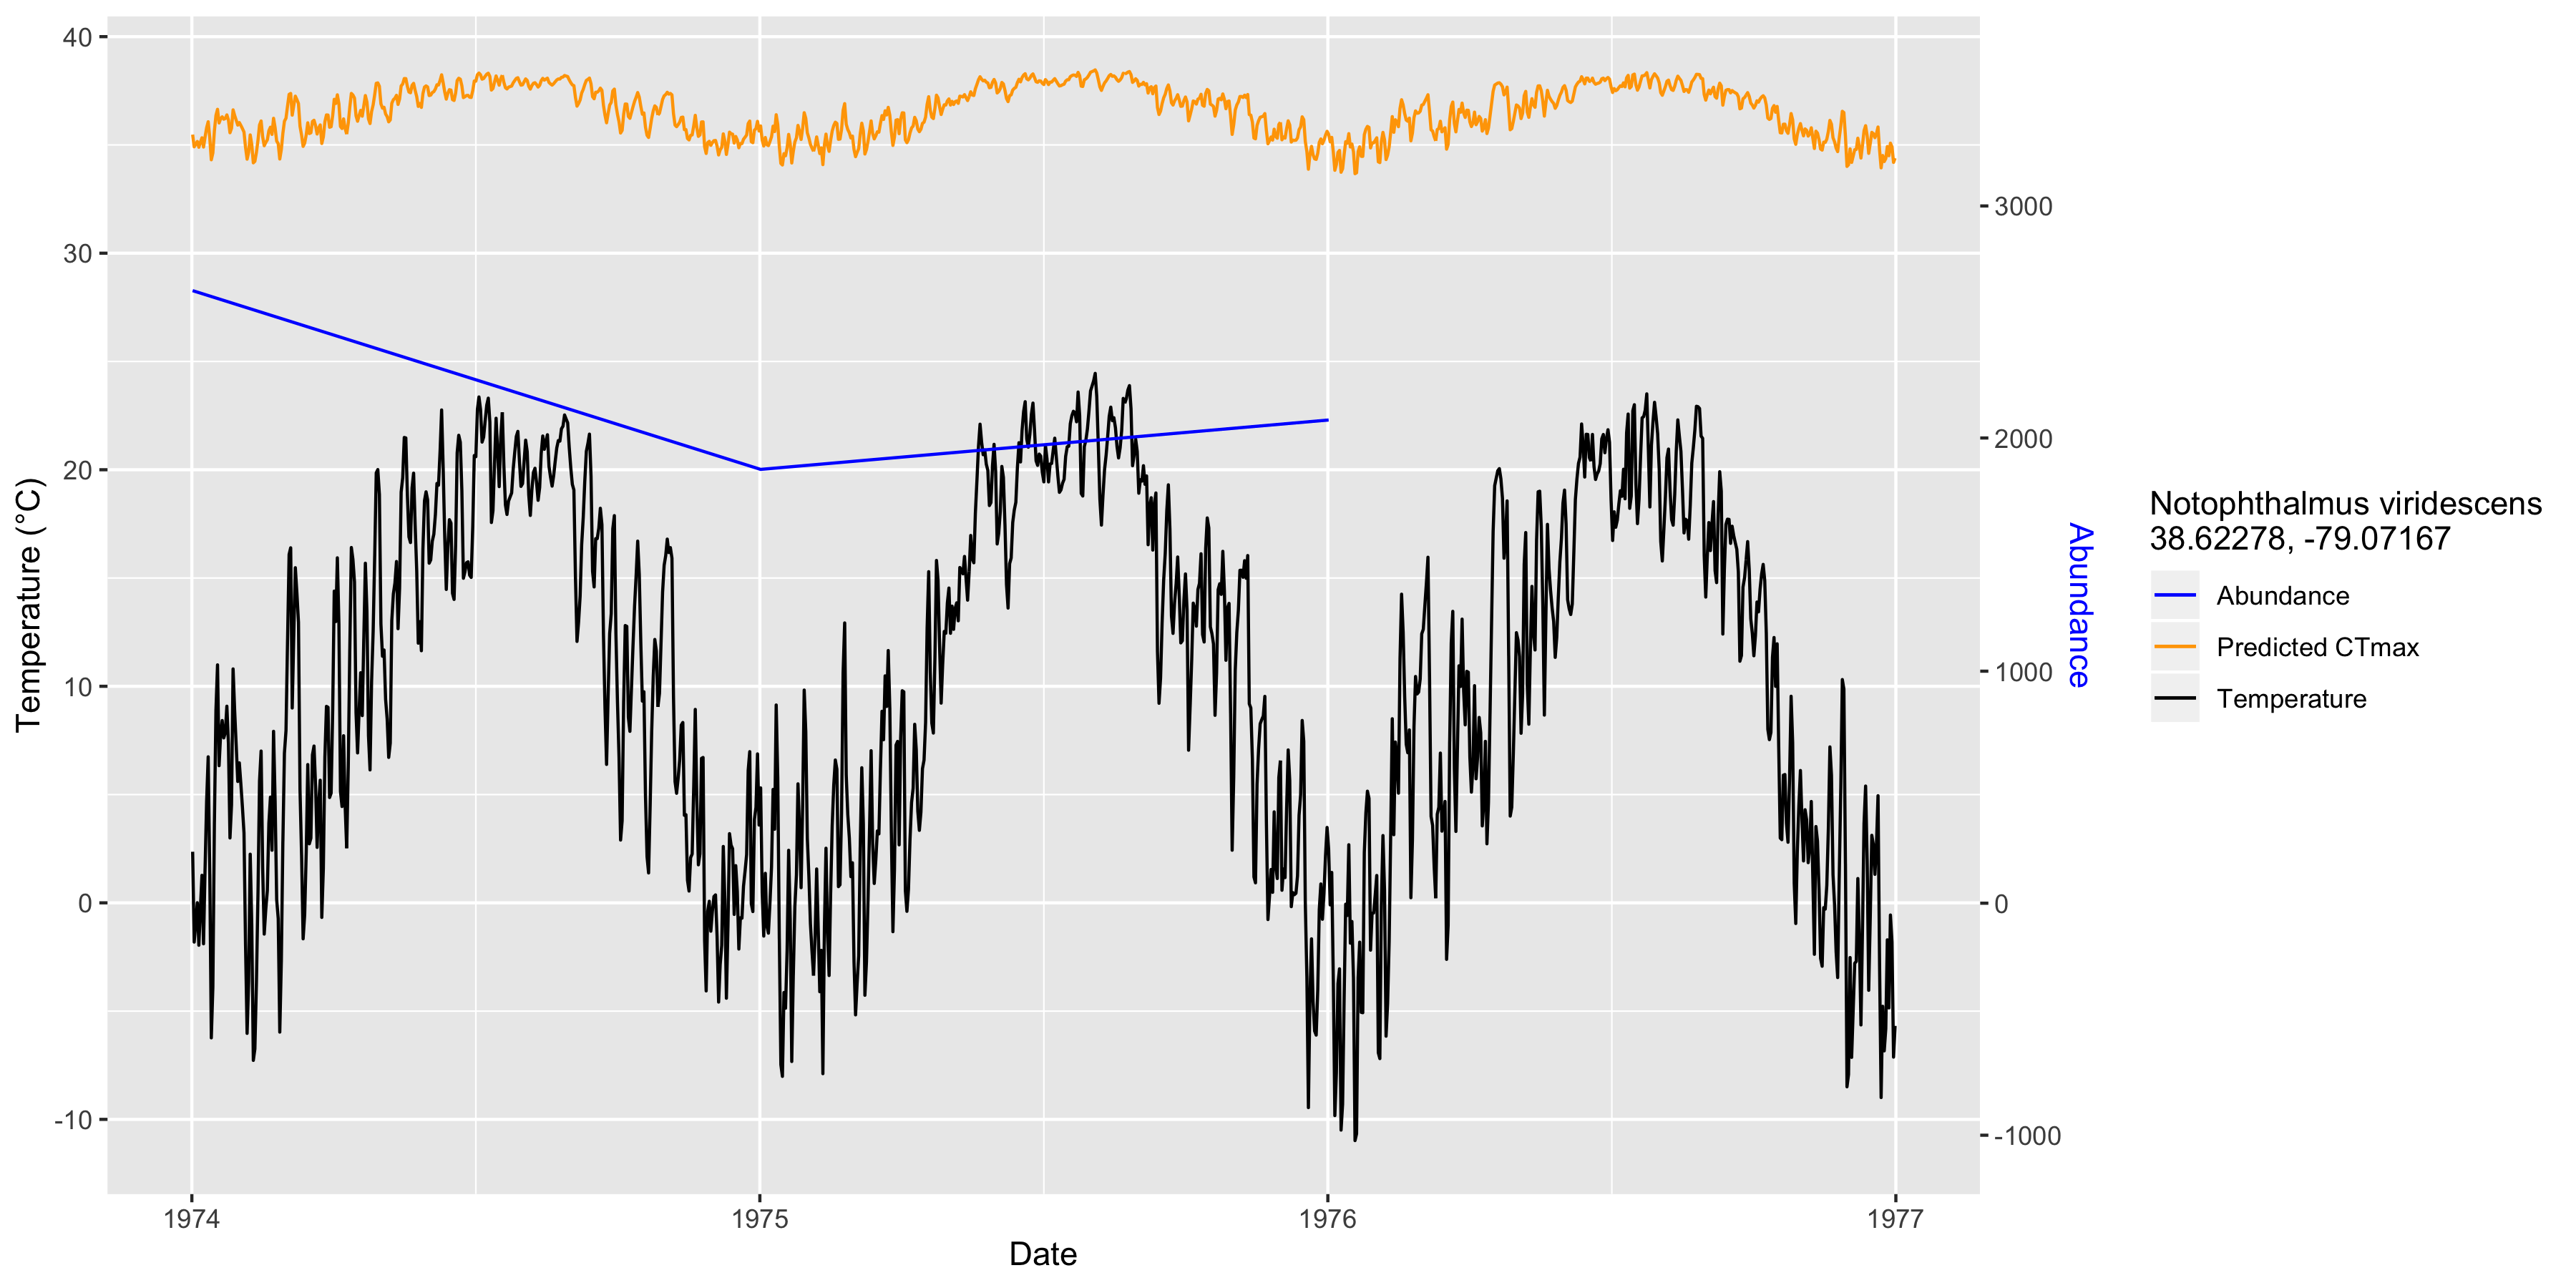 40
30
20
10
0
-10
Temperature (°C)
1974
1975
1976
1977
Date
3000
2000
1000
0
-1000
Abundance
Notophthalmus viridescens
38.62278, -79.07167
Abundance
Predicted CTmax
Temperature